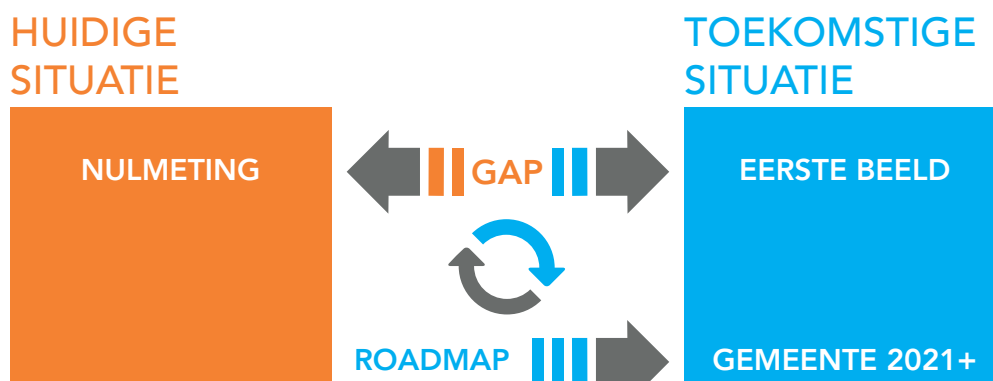 HUIDIGE
SITUATIE
TOEKOMSTIGE
SITUATIE
NULMETING
GAP
EERSTE BEELD
ROADMAP
GEMEENTE 2021+